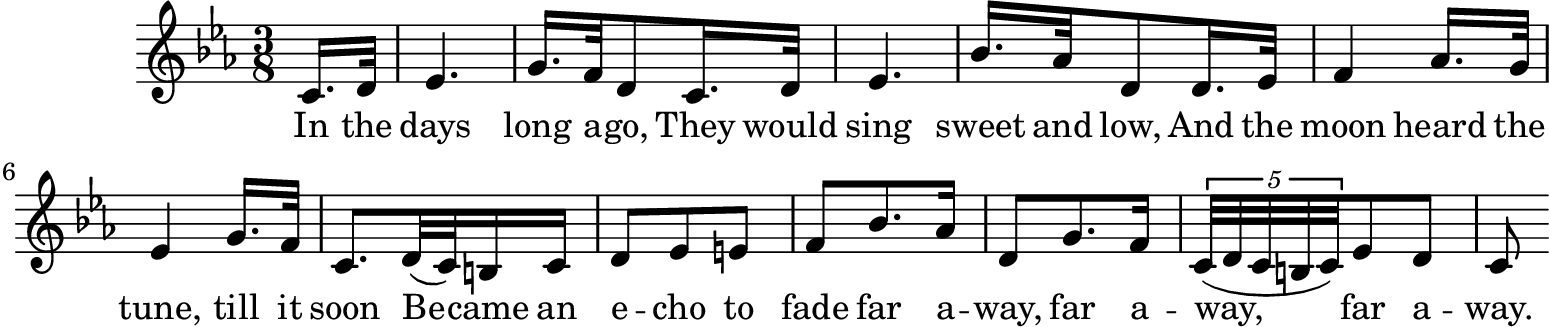 3
8
In the days long ago, They would sing sweet and low, And the moon heard the
6
5
tune, till it soon Became an e - cho to fade far a - way, far a - way, far a - way.